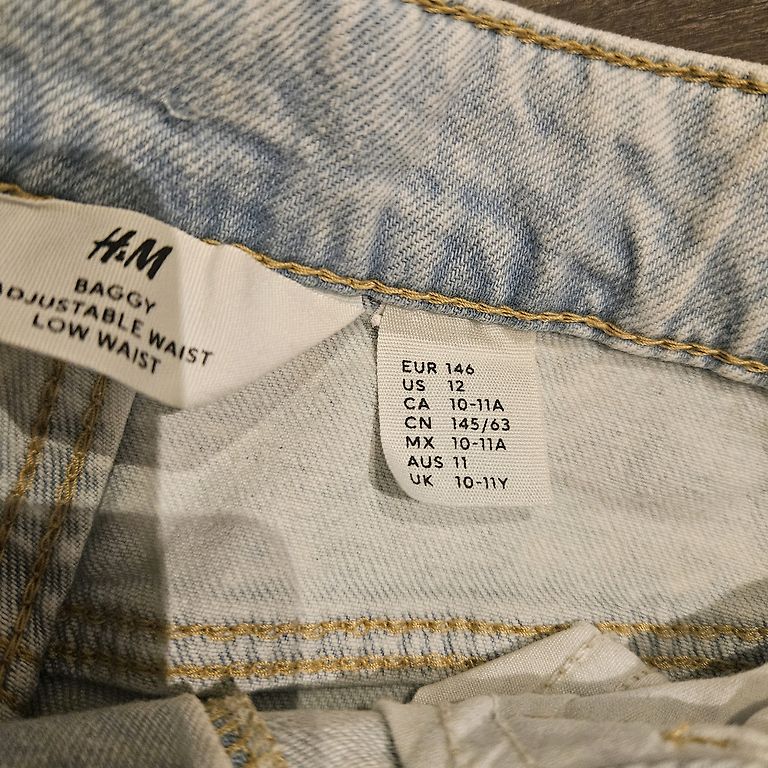 H&M
BAGGY
ADJUSTABLE WAIST
LOW WAIST
EUR 146
US 12
CA 10-11A
CN 145/63
MX 10-11A
AUS 11
UK 10-11Y